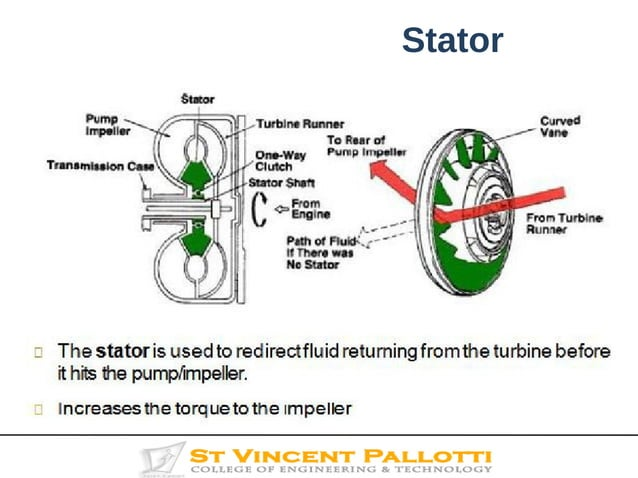 Stator
Stator
Pump
Impeller
Turbine Runner
To Rear of
Pump Impeller
Curved
Vane
Transmission Case
One-Way
Clutch
Stator Shaft
From
Engine
From Turbine
Runner
Path of Fluid
If There was
No Stator
The stator is used to redirect fluid returning from the turbine before
it hits the pump/impeller.
Increases the torque to the impeller
ST VINCENT PALLOTTI
COLLEGE OF ENGINEERING & TECHNOLOGY